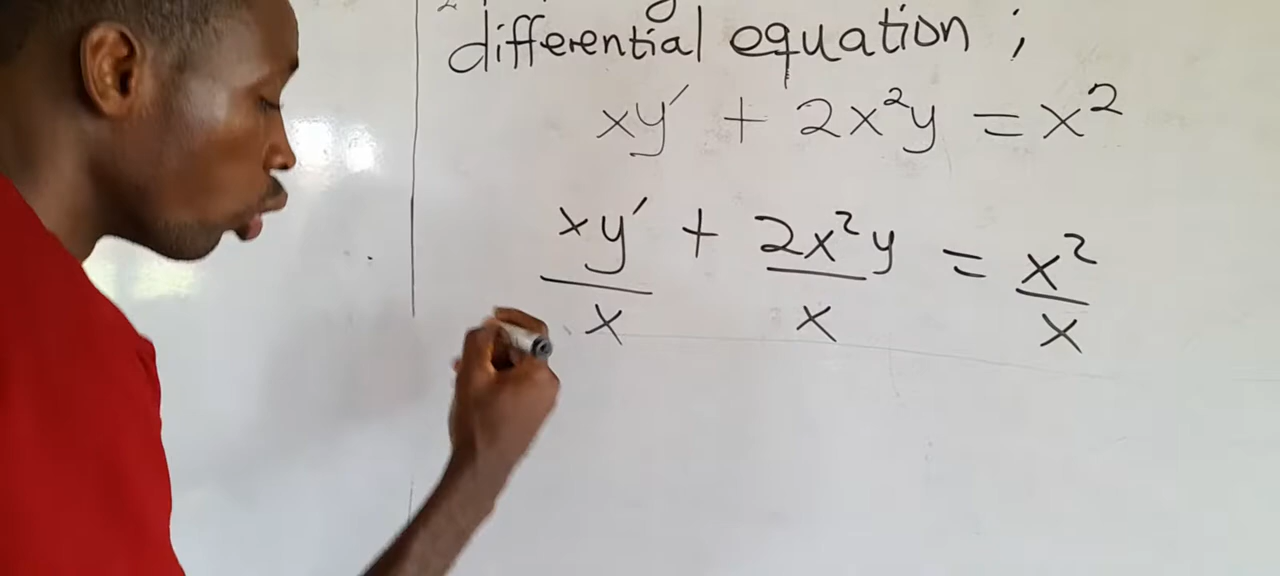 differential equation ;
xy′ + 2x²y = x²
xy′/x + 2x²y/x = x²/x